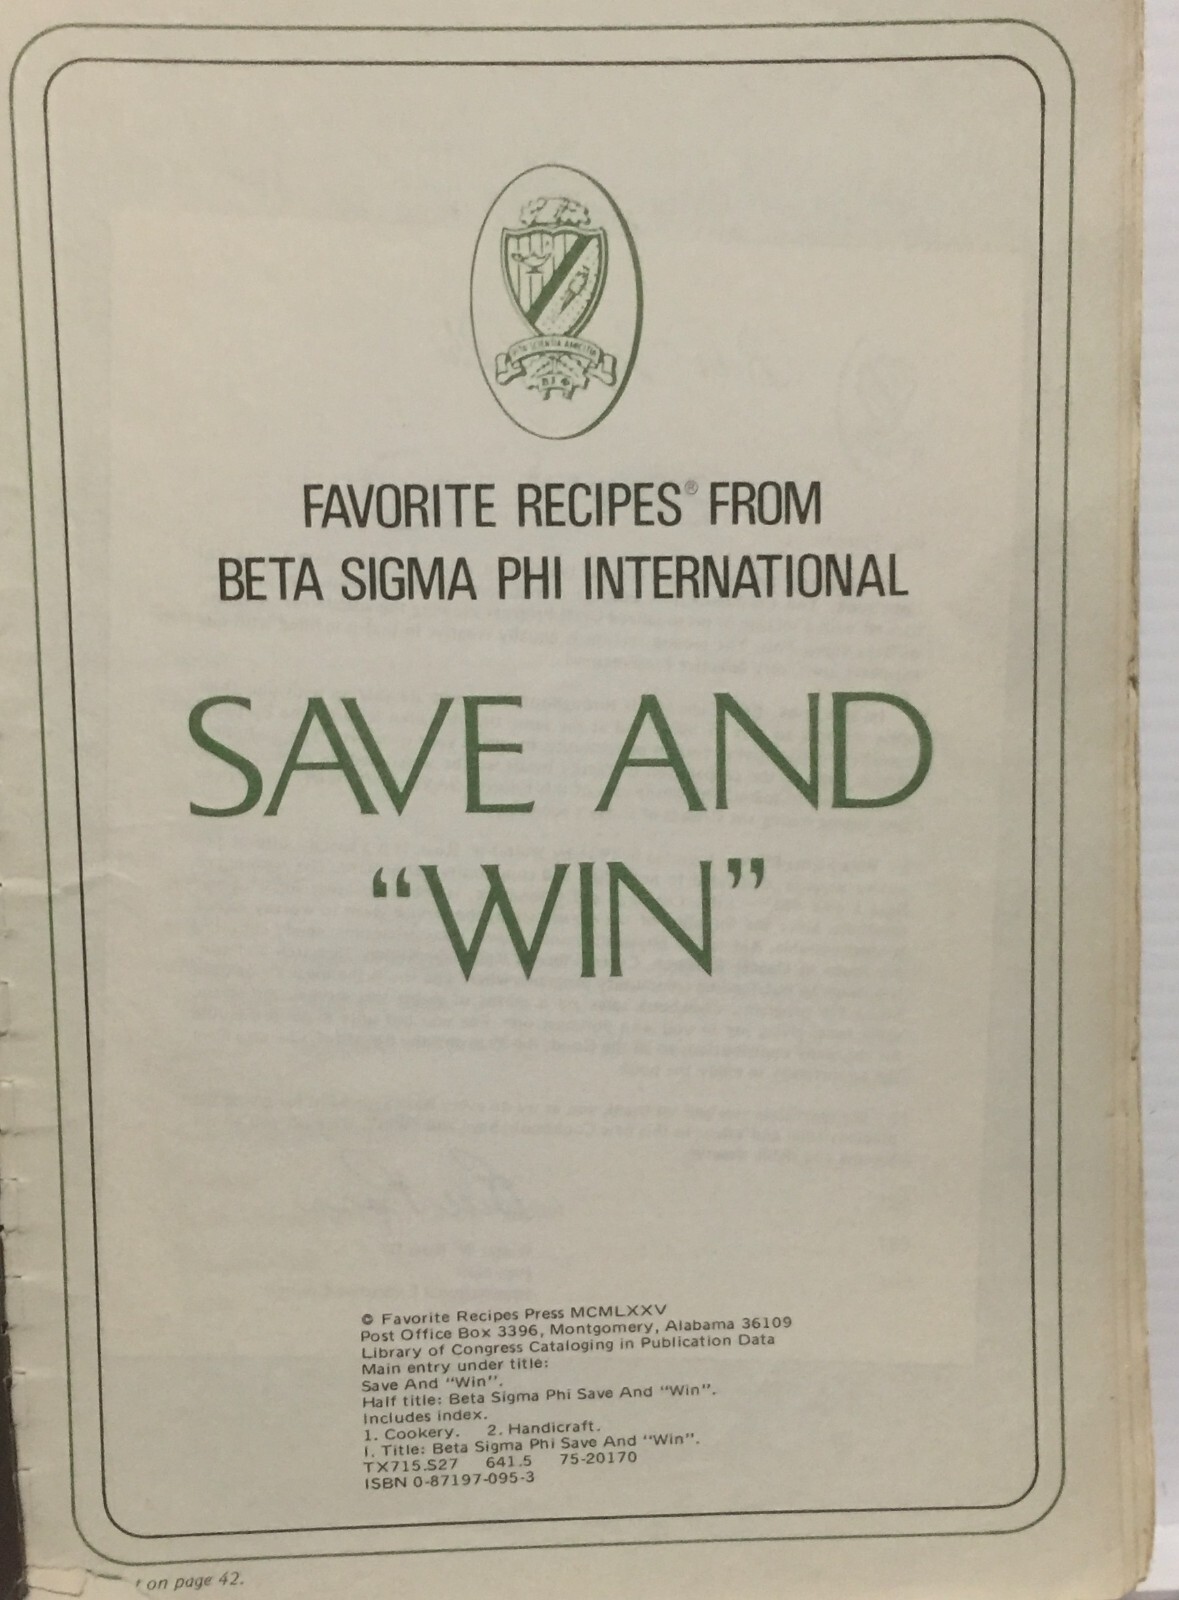 VITA SCIENTIA AMICITIA
Β Σ Φ
FAVORITE RECIPES® FROM
BETA SIGMA PHI INTERNATIONAL
SAVE AND
“WIN”
© Favorite Recipes Press MCMLXXV
Post Office Box 3396, Montgomery, Alabama 36109
Library of Congress Cataloging in Publication Data
Main entry under title:
Save And “Win”.
Half title: Beta Sigma Phi Save And “Win”.
Includes index.
1. Cookery. 2. Handicraft.
I. Title: Beta Sigma Phi Save And “Win”.
TX715.S27 641.5 75-20170
ISBN 0-87197-095-3
on page 42.